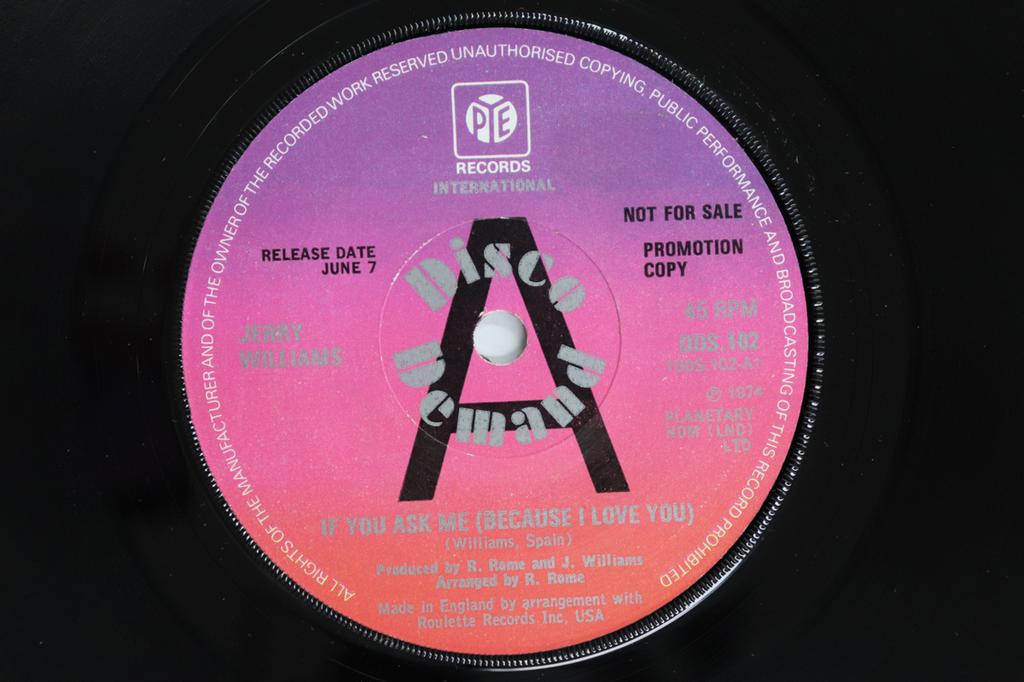 ALL RIGHTS OF THE MANUFACTURER AND OF THE OWNER OF THE RECORDED WORK RESERVED UNAUTHORISED COPYING, PUBLIC PERFORMANCE AND BROADCASTING OF THIS RECORD PROHIBITED
PYE
RECORDS
INTERNATIONAL
NOT FOR SALE
PROMOTION
COPY
RELEASE DATE
JUNE 7
A
Disco
Demand
JERRY
WILLIAMS
45 RPM
DDS.102
℗ 1974
PLANETARY
NOM (LND)
LTD
IF YOU ASK ME (BECAUSE I LOVE YOU)
(Williams, Spain)
Produced by R. Rome and J. Williams
Arranged by R. Rome
Made in England by arrangement with
Roulette Records Inc, USA